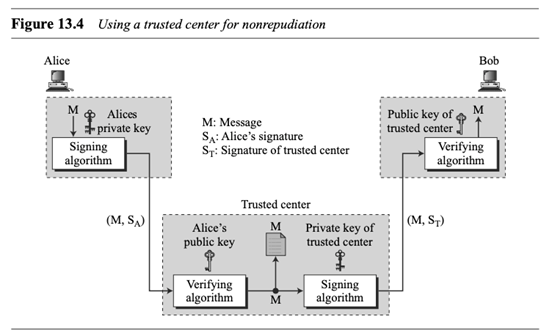 Figure 13.4 Using a trusted center for nonrepudiation
Alice
Bob
M
Alices
private key
Signing
algorithm
M: Message
S_A: Alice's signature
S_T: Signature of trusted center
Public key of
trusted center
M
Verifying
algorithm
(M, S_A)
(M, S_T)
Trusted center
Alice's
public key
M
Private key of
trusted center
Verifying
algorithm
M
Signing
algorithm